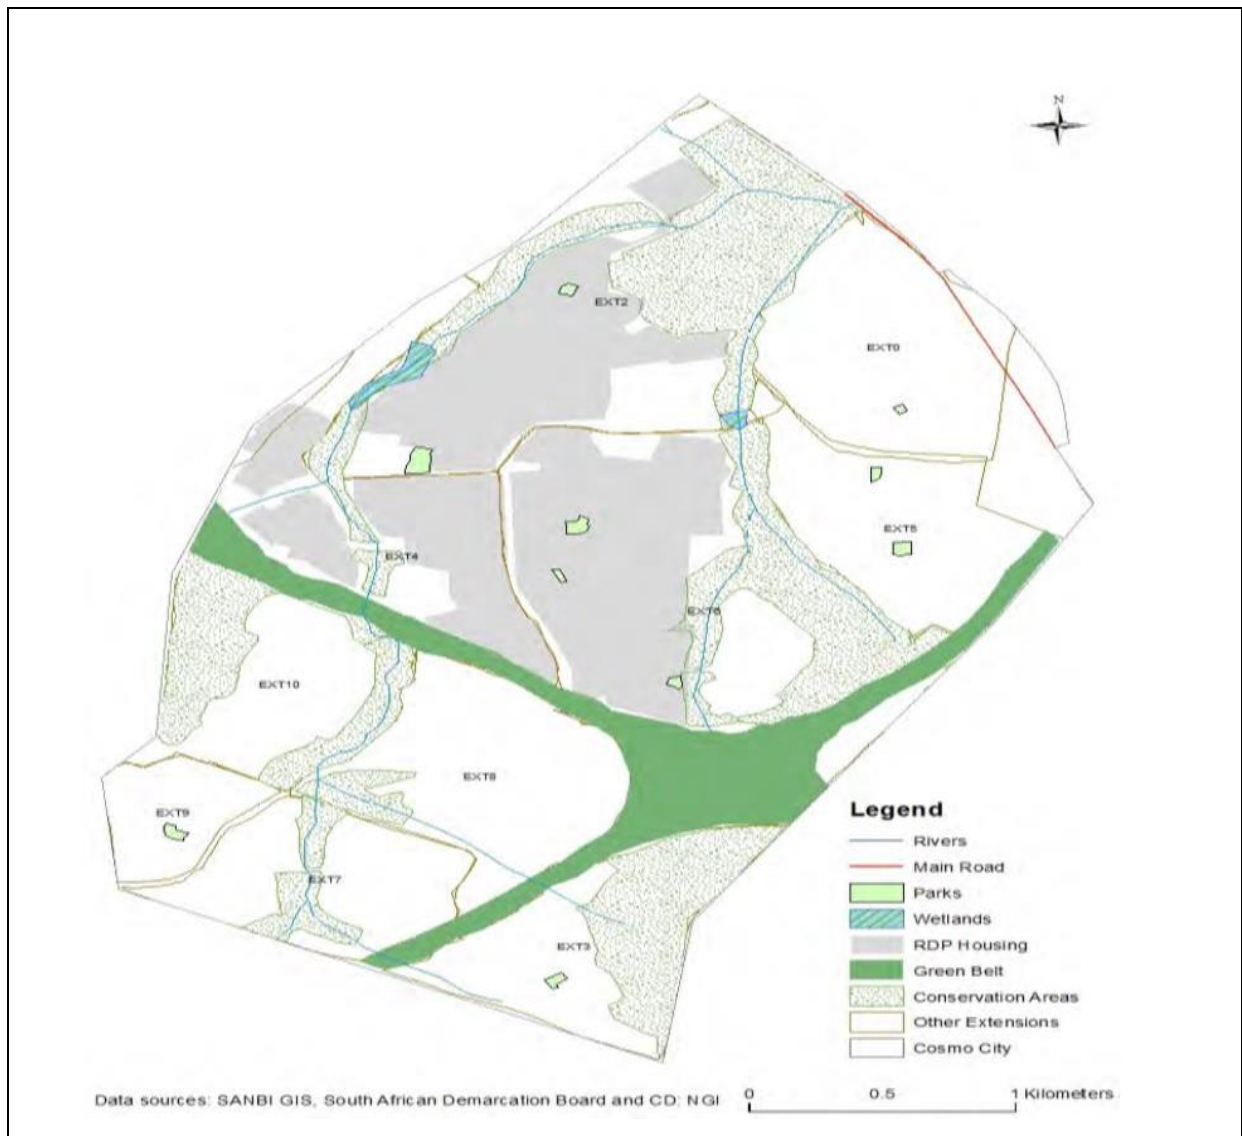 N
EXT2
EXT0
EXT5
EXT4
EXT6
EXT10
EXT8
EXT9
EXT7
EXT3
Legend
Rivers
Main Road
Parks
Wetlands
RDP Housing
Green Belt
Conservation Areas
Other Extensions
Cosmo City
Data sources: SANBI GIS, South African Demarcation Board and CD: NGI
0 0.5 1 Kilometers